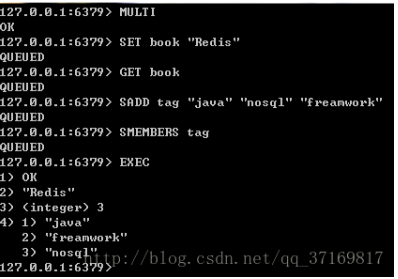 127.0.0.1:6379> MULTI
OK
127.0.0.1:6379> SET book "Redis"
QUEUED
127.0.0.1:6379> GET book
QUEUED
127.0.0.1:6379> SADD tag "java" "nosql" "freamwork"
QUEUED
127.0.0.1:6379> SMEMBERS tag
QUEUED
127.0.0.1:6379> EXEC
1) OK
2) "Redis"
3) (integer) 3
4) 1) "java"
   2) "freamwork"
   3) "nosql"
http://blog.csdn.net/qq_37169817
127.0.0.1:6379>